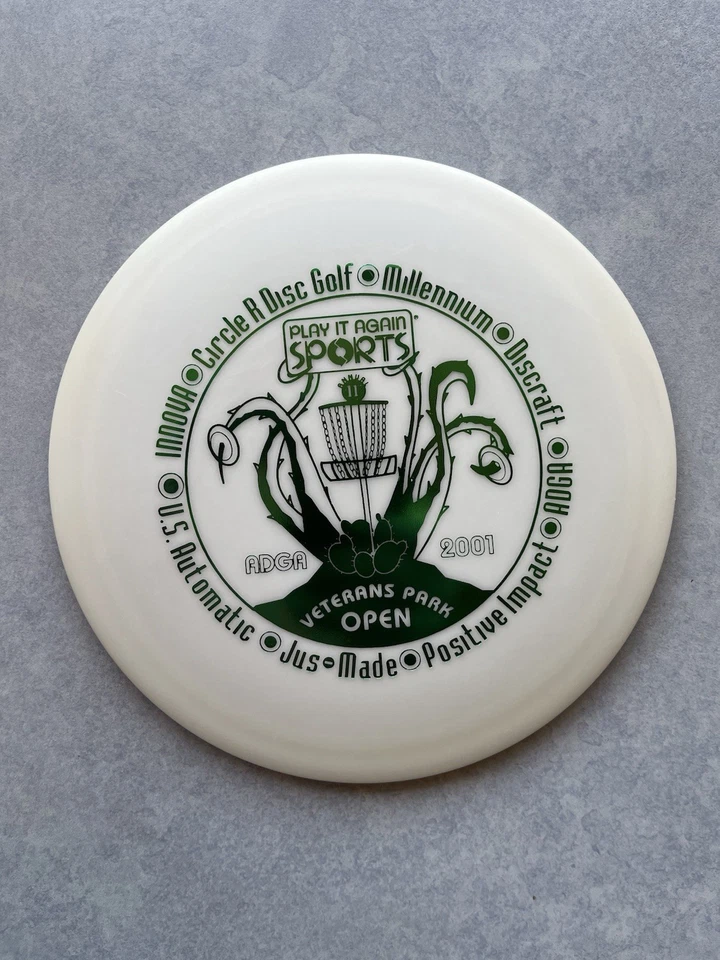 INNOVA Circle R Disc Golf Millennium Discraft ADGA
U.S. Automatic Jus-Made Positive Impact
PLAY IT AGAIN
SPORTS
11
ADGA 2001
VETERANS PARK
OPEN